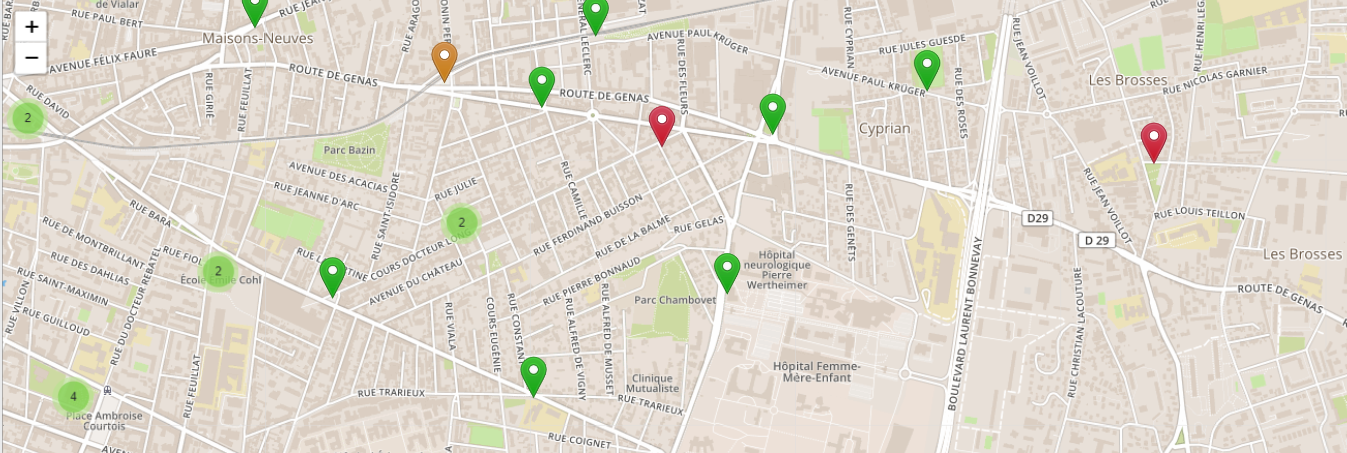 +
−
de Vialar
RUE PAUL BERT
AVENUE FÉLIX FAURE
RUE DAVID
2
Maisons-Neuves
RUE GIRIÉ
RUE FEUILLAT
ROUTE DE GENAS
ROUTE DE GENAS
AVENUE PAUL KRUGER
RUE DES FLEURS
RUE CYPRIAN
RUE JULES GUESDE
AVENUE PAUL KRUGER
RUE DES ROSES
Cyprian
RUE JEAN VOILLOT
Les Brosses
RUE NICOLAS GARNIER
Parc Bazin
AVENUE DES ACACIAS
RUE JEANNE D'ARC
RUE SAINT-ISIDORE
RUE JULIE
2
RUE CAMILLE
RUE FERDINAND BUISSON
RUE DE LA BALME
RUE GELAS
RUE DES GENÊTS
D29
D 29
RUE JEAN VOILLOT
RUE LOUIS TEILLON
Les Brosses
ROUTE DE GENAS
RUE BARA
RUE DE MONTBRILLANT
RUE DES DAHLIAS
RUE SAINT-MAXIMIN
RUE GUILLOUD
RUE VILLON
RUE DU DOCTEUR REBATEL
2
École Émile Cohl
COURS DOCTEUR
AVENUE DU CHÂTEAU
RUE PIERRE BONNAUD
Parc Chambovet
Hôpital
neurologique
Pierre
Wertheimer
Hôpital Femme-
Mère-Enfant
BOULEVARD LAURENT BONNEVAY
RUE CHRISTIAN LACOUTURE
RUE VIALA
COURS EUGÉNIE
RUE CONSTANT
RUE ALFRED DE VIGNY
RUE ALFRED DE MUSSET
Clinique
Mutualiste
RUE TRARIEUX
RUE TRARIEUX
RUE COIGNET
RUE FEUILLAT
4
Place Ambroise
Courtois